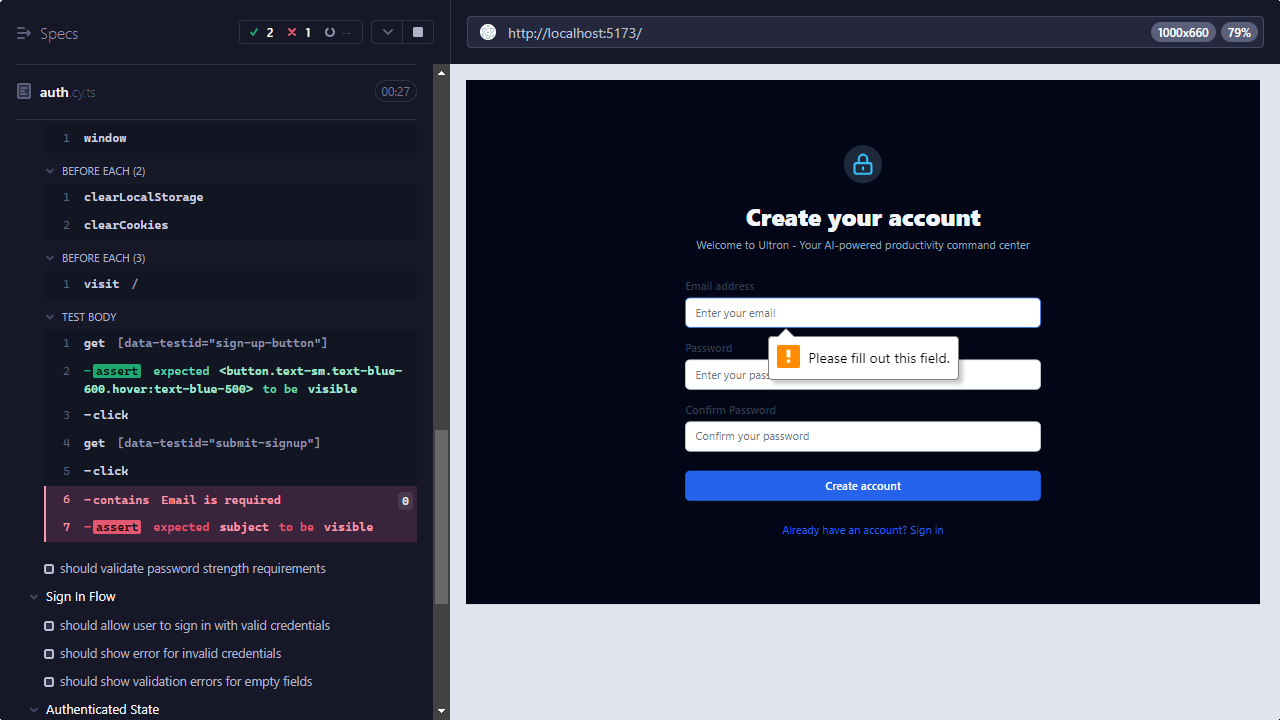 Specs
2
1
--
auth.cy.ts
00:27
1 window
BEFORE EACH (2)
1 clearLocalStorage
2 clearCookies
BEFORE EACH (3)
1 visit /
TEST BODY
1 get [data-testid="sign-up-button"]
2 -assert expected <button.text-sm.text-blue-
600.hover:text-blue-500> to be visible
3 -click
4 get [data-testid="submit-signup"]
5 -click
6 -contains Email is required 0
7 -assert expected subject to be visible
should validate password strength requirements
Sign In Flow
should allow user to sign in with valid credentials
should show error for invalid credentials
should show validation errors for empty fields
Authenticated State
http://localhost:5173/
1000x660
79%
Create your account
Welcome to Ultron - Your AI-powered productivity command center
Email address
Enter your email
Please fill out this field.
Password
Enter your pass
Confirm Password
Confirm your password
Create account
Already have an account? Sign in